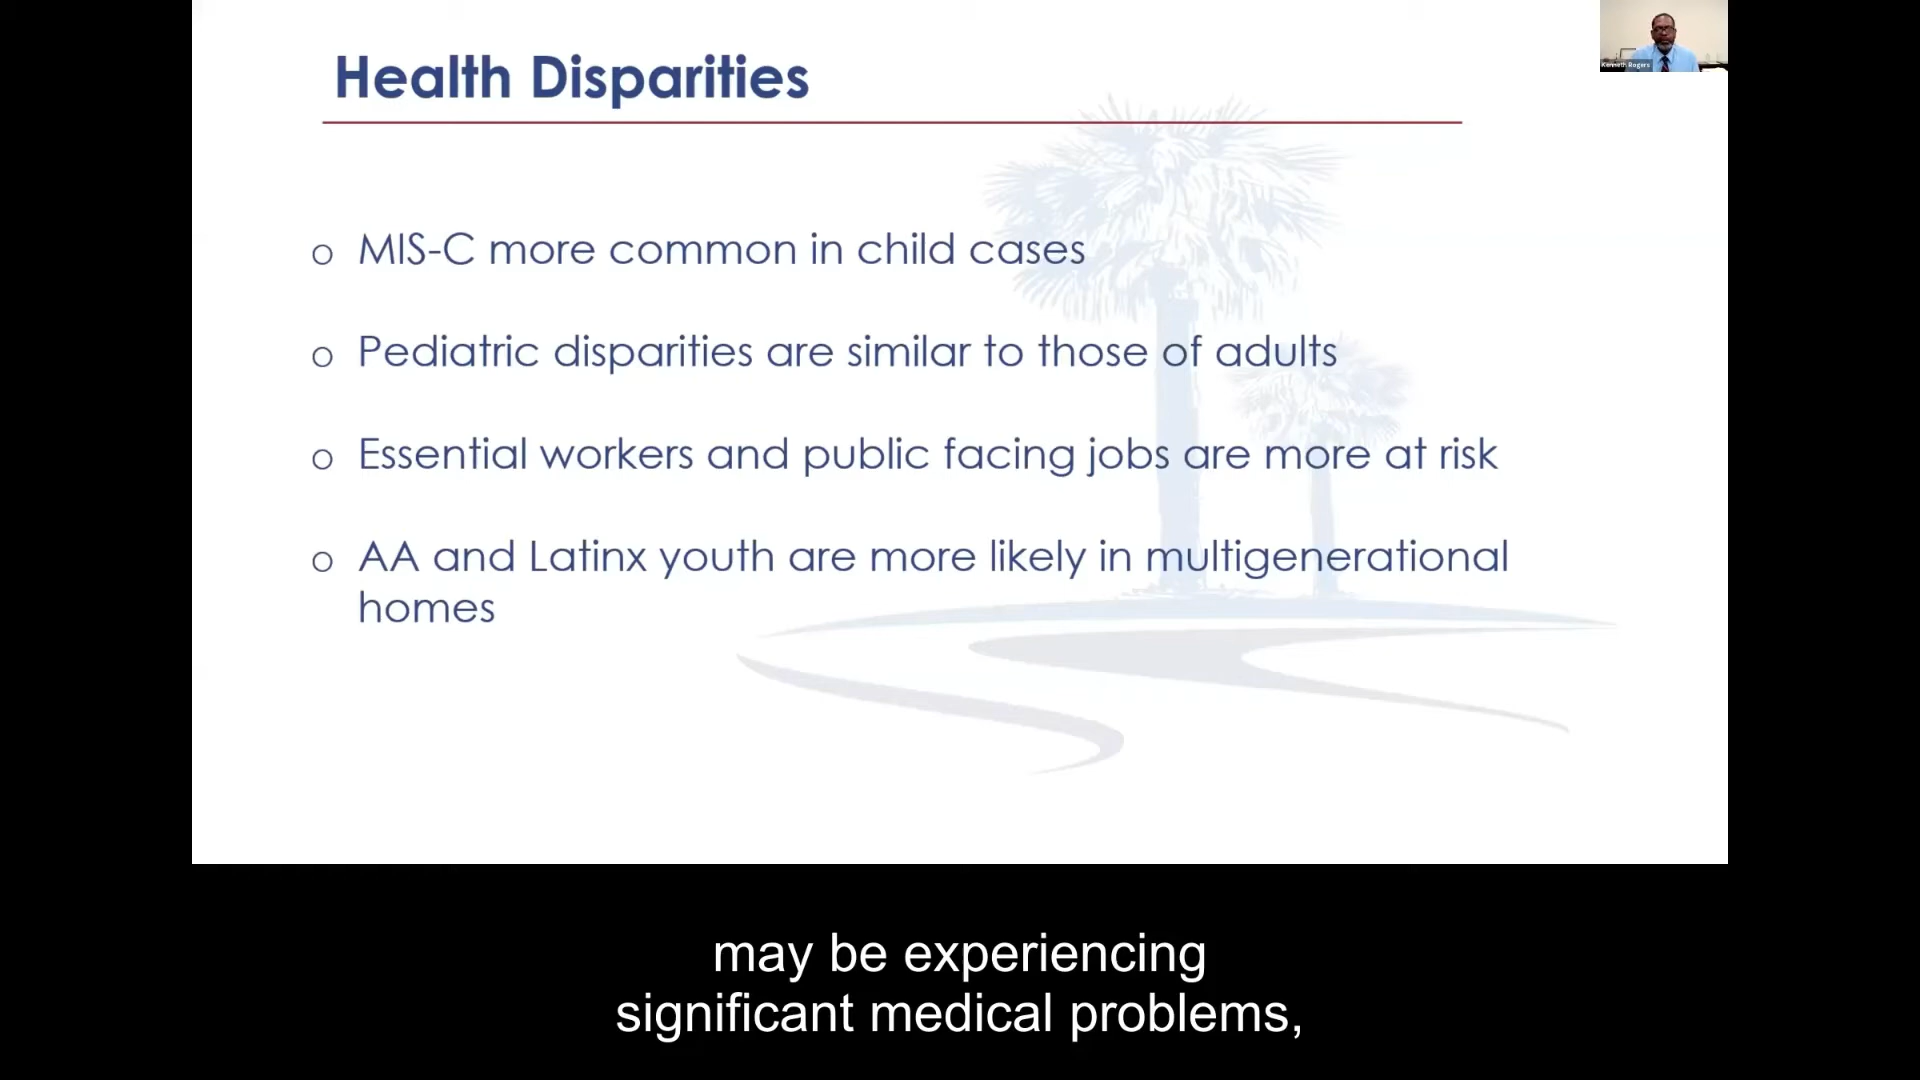 Health Disparities
Kenneth Rogers
o MIS-C more common in child cases
o Pediatric disparities are similar to those of adults
o Essential workers and public facing jobs are more at risk
o AA and Latinx youth are more likely in multigenerational
homes
may be experiencing
significant medical problems,